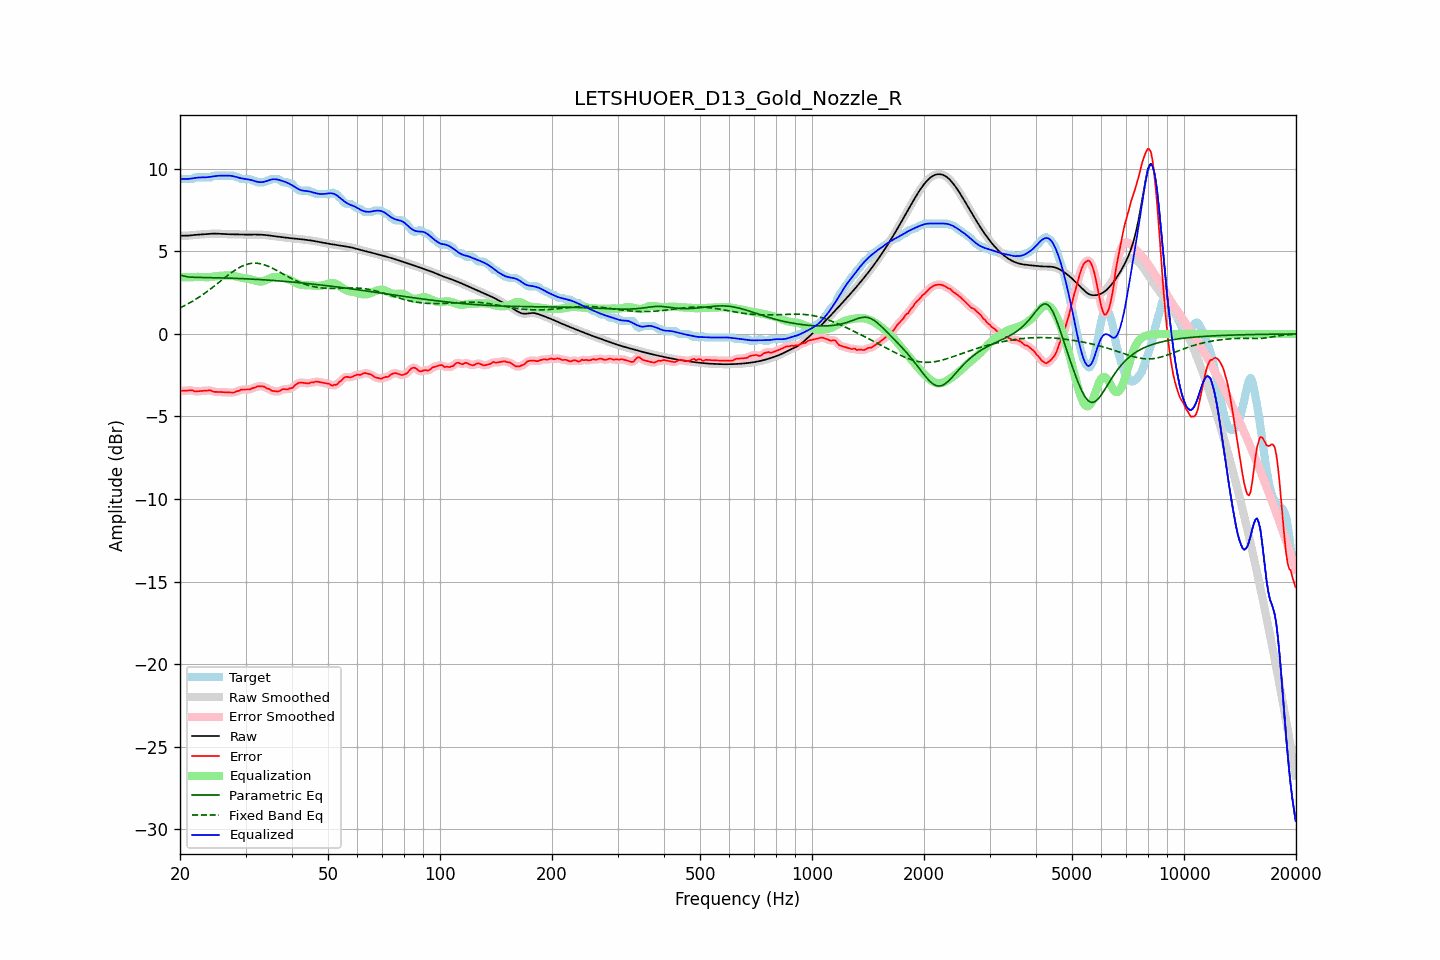 LETSHUOER_D13_Gold_Nozzle_R
Amplitude (dBr)
10
5
0
−5
−10
−15
−20
−25
−30
Target
Raw Smoothed
Error Smoothed
Raw
Error
Equalization
Parametric Eq
Fixed Band Eq
Equalized
20 50 100 200 500 1000 2000 5000 10000 20000
Frequency (Hz)